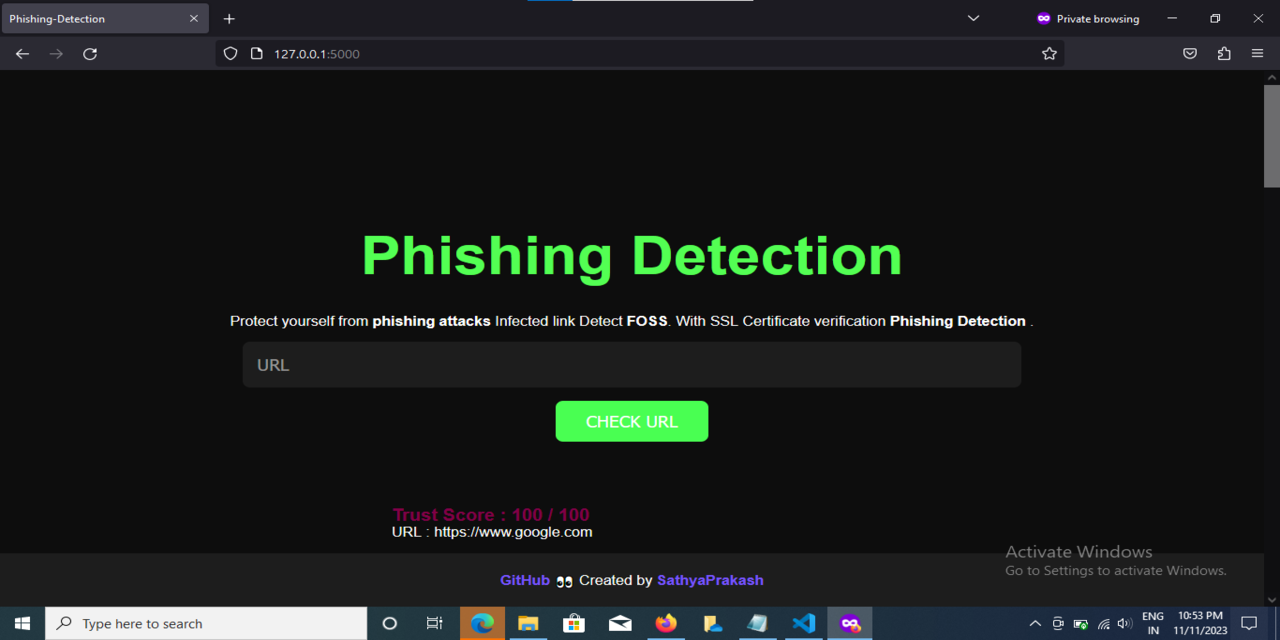 Phishing-Detection
Private browsing
127.0.0.1:5000
Phishing Detection
Protect yourself from phishing attacks Infected link Detect FOSS. With SSL Certificate verification Phishing Detection .
URL
CHECK URL
Trust Score : 100 / 100
URL : https://www.google.com
Activate Windows
Go to Settings to activate Windows.
GitHub 👀 Created by SathyaPrakash
Type here to search
ENG
IN
10:53 PM
11/11/2023